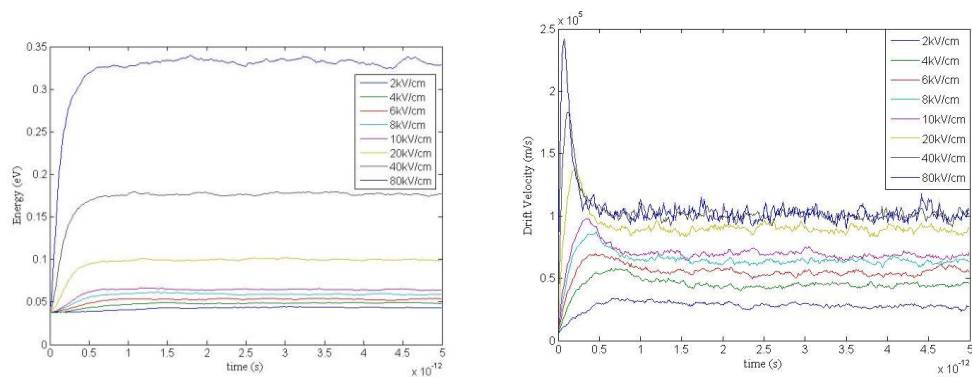 0.35
0.3
0.25
0.2
0.15
0.1
0.05
0
Energy (eV)
2kV/cm
4kV/cm
6kV/cm
8kV/cm
10kV/cm
20kV/cm
40kV/cm
80kV/cm
0 0.5 1 1.5 2 2.5 3 3.5 4 4.5 5
time (s)
x 10⁻¹²
x 10⁵
2.5
2
1.5
1
0.5
0
Drift Velocity (m/s)
2kV/cm
4kV/cm
6kV/cm
8kV/cm
10kV/cm
20kV/cm
40kV/cm
80kV/cm
0 0.5 1 1.5 2 2.5 3 3.5 4 4.5 5
time (s)
x 10⁻¹²